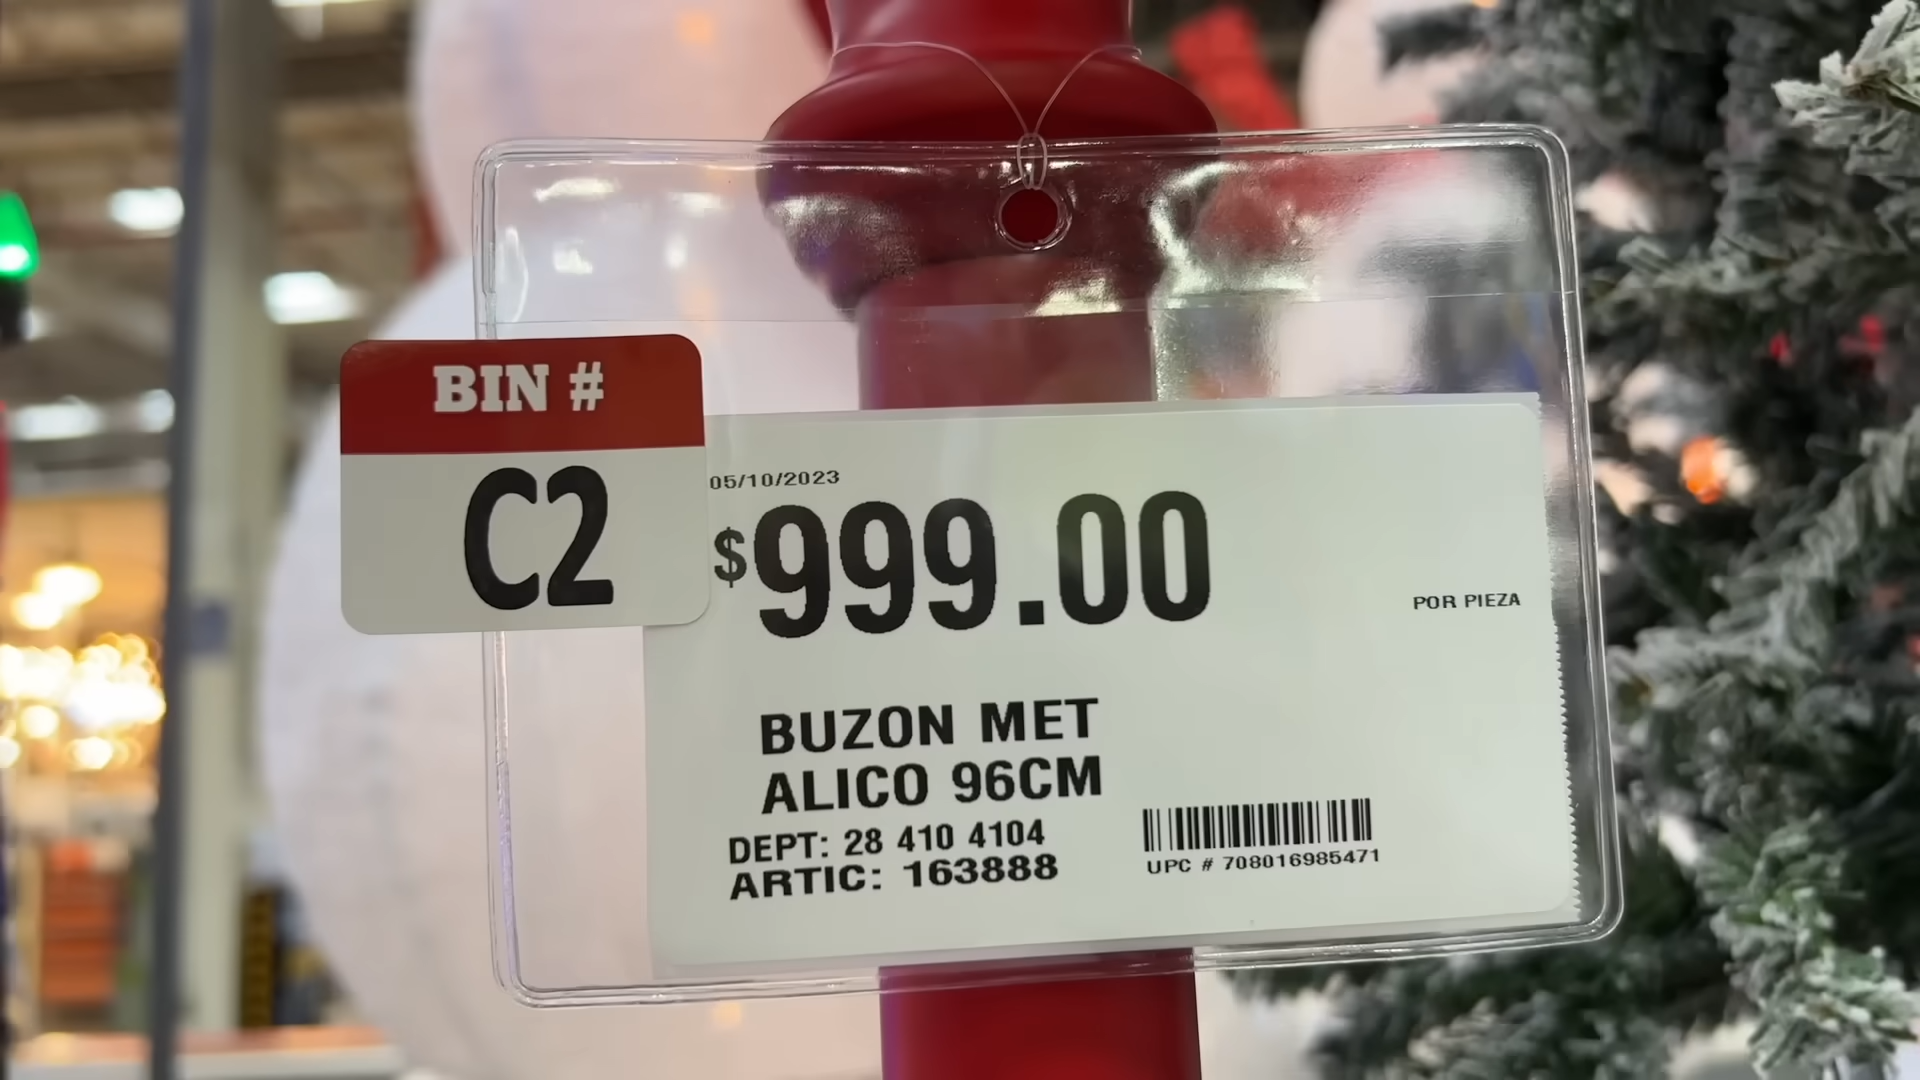 BIN #
C2
05/10/2023
$999.00
POR PIEZA
BUZON MET
ALICO 96CM
DEPT: 28 410 4104
ARTIC: 163888
UPC # 708016985471